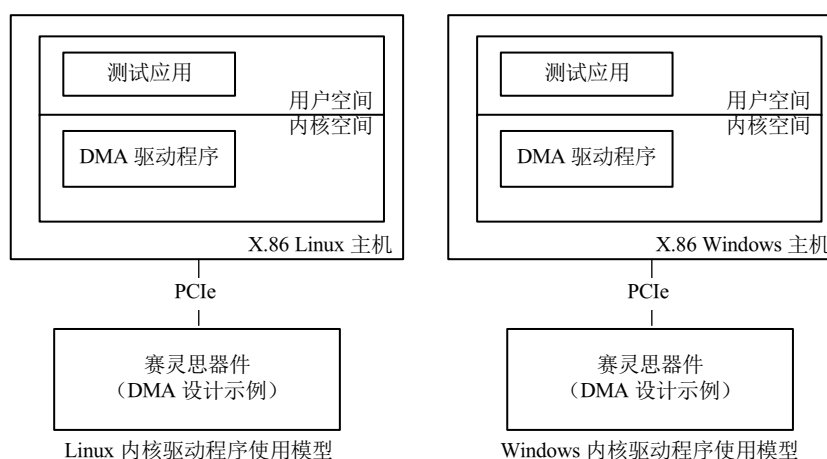 测试应用
用户空间
内核空间
DMA 驱动程序
X.86 Linux 主机
PCIe
赛灵思器件
（DMA 设计示例）
Linux 内核驱动程序使用模型
测试应用
用户空间
内核空间
DMA 驱动程序
X.86 Windows 主机
PCIe
赛灵思器件
（DMA 设计示例）
Windows 内核驱动程序使用模型